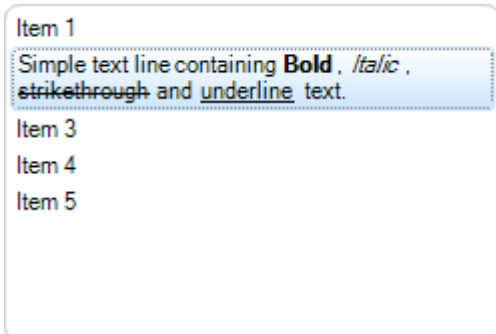 Item 1
Simple text line containing Bold , Italic ,
strikethrough and underline text.
Item 3
Item 4
Item 5